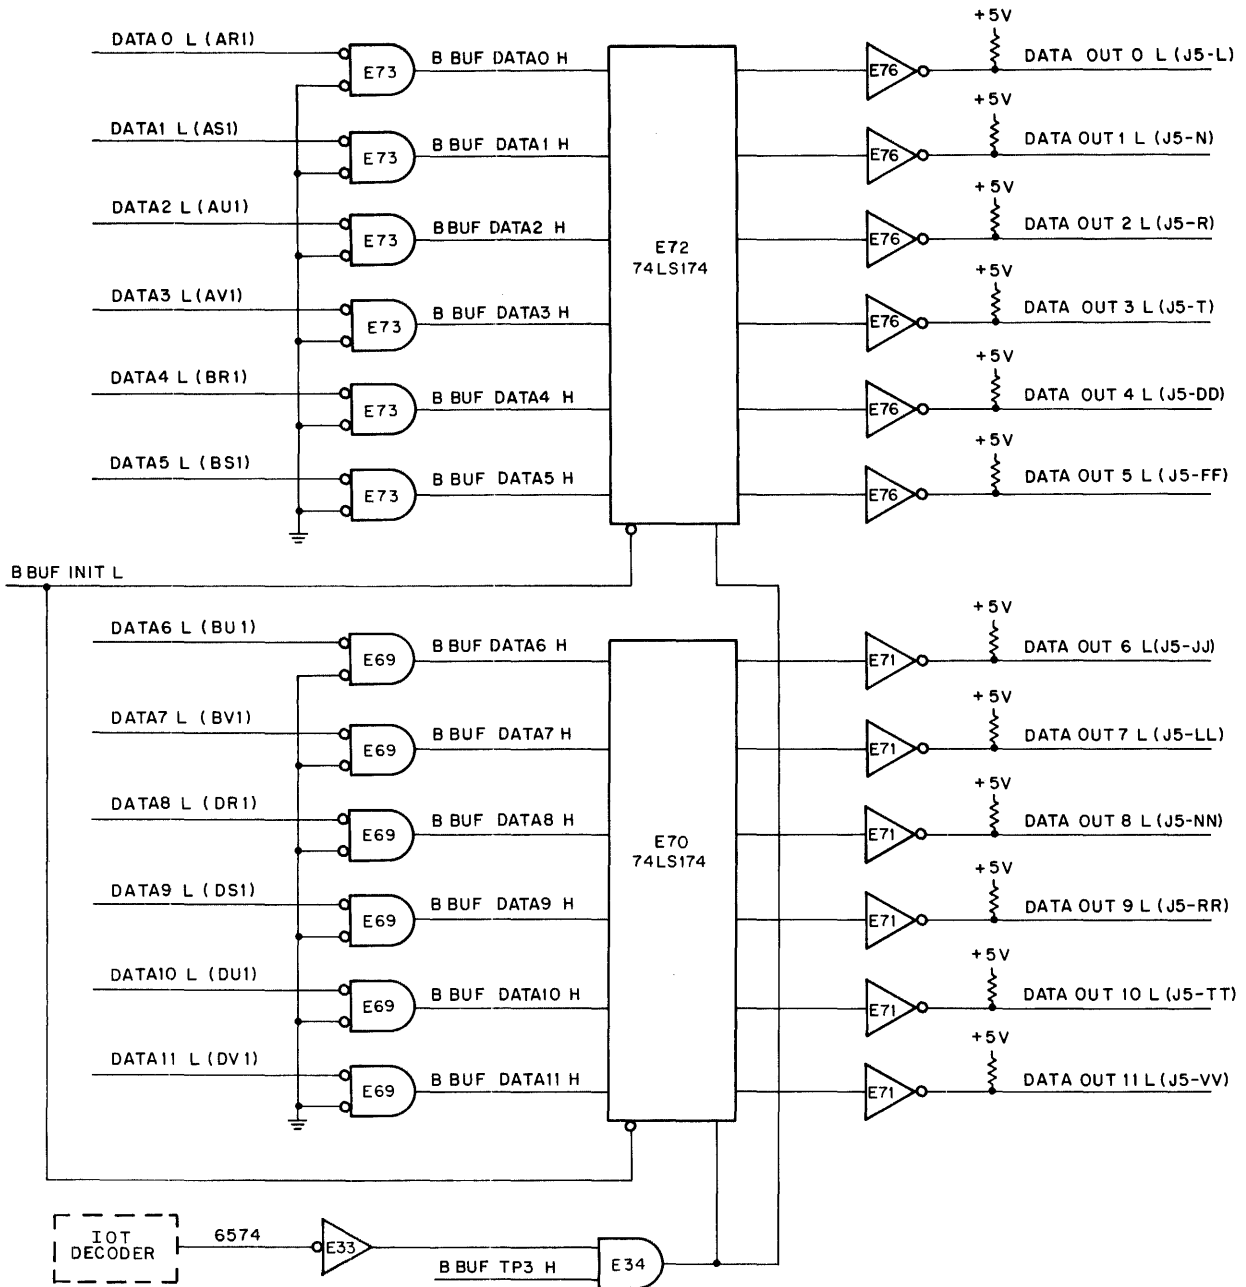 +5V
DATA 0 L (AR1)
E73
B BUF DATA0 H
E76
DATA OUT 0 L (J5-L)
+5V
DATA1 L (AS1)
E73
B BUF DATA1 H
E76
DATA OUT 1 L (J5-N)
+5V
DATA2 L (AU1)
E73
B BUF DATA2 H
E76
DATA OUT 2 L (J5-R)
E72
74LS174
+5V
DATA3 L (AV1)
E73
B BUF DATA3 H
E76
DATA OUT 3 L (J5-T)
+5V
DATA4 L (BR1)
E73
B BUF DATA4 H
E76
DATA OUT 4 L (J5-DD)
+5V
DATA5 L (BS1)
E73
B BUF DATA5 H
E76
DATA OUT 5 L (J5-FF)
B BUF INIT L
+5V
DATA6 L (BU1)
E69
B BUF DATA6 H
E71
DATA OUT 6 L (J5-JJ)
+5V
DATA7 L (BV1)
E69
B BUF DATA7 H
E71
DATA OUT 7 L (J5-LL)
+5V
DATA8 L (DR1)
E69
B BUF DATA8 H
E71
DATA OUT 8 L (J5-NN)
E70
74LS174
+5V
DATA9 L (DS1)
E69
B BUF DATA9 H
E71
DATA OUT 9 L (J5-RR)
+5V
DATA10 L (DU1)
E69
B BUF DATA10 H
E71
DATA OUT 10 L (J5-TT)
+5V
DATA11 L (DV1)
E69
B BUF DATA11 H
E71
DATA OUT 11 L (J5-VV)
IOT
DECODER
6574
E33
B BUF TP3 H
E34